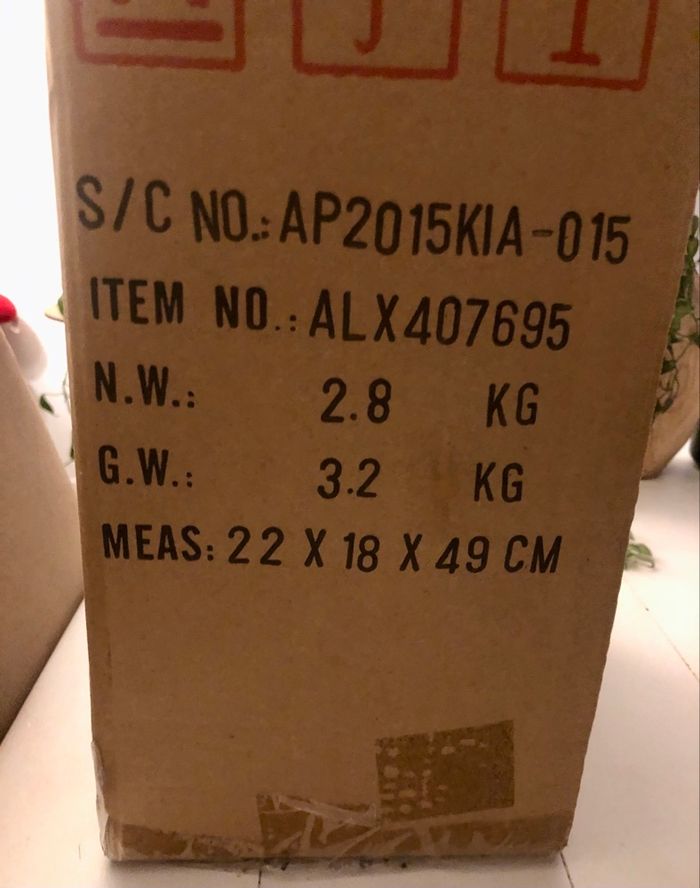 S/C NO.: AP2015KIA-015
ITEM NO.: ALX407695
N.W.: 2.8 KG
G.W.: 3.2 KG
MEAS: 22 X 18 X 49 CM